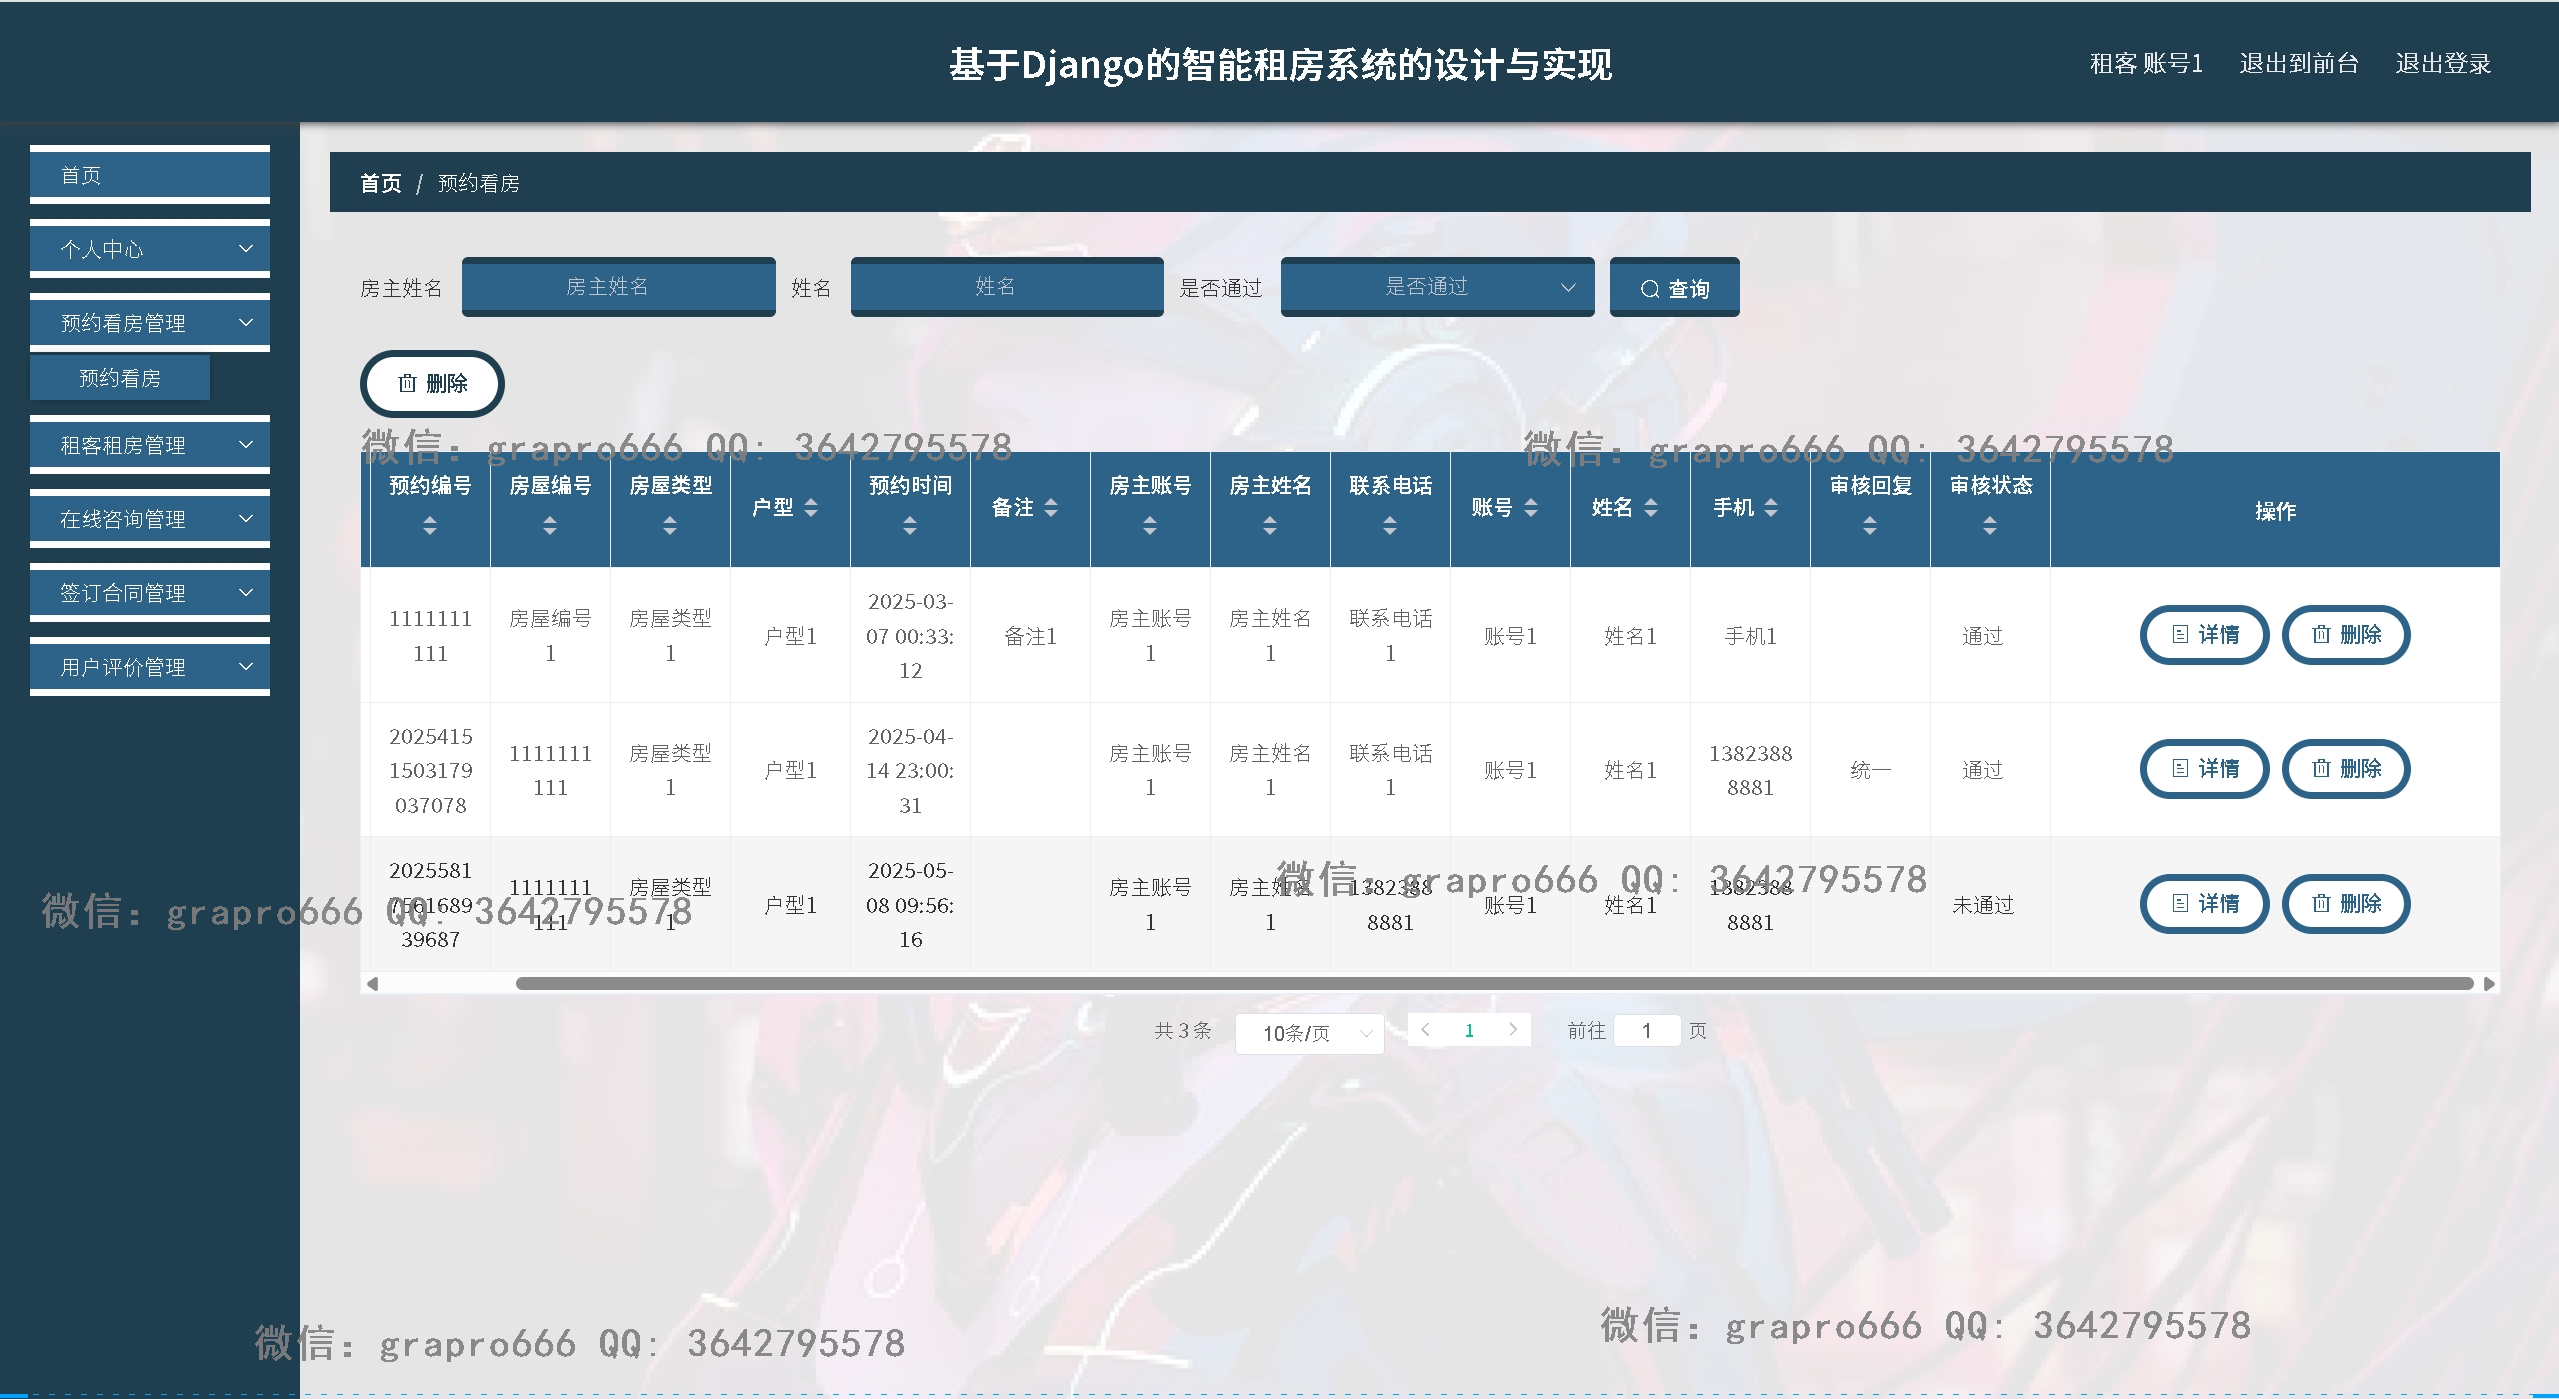 基于Django的智能租房系统的设计与实现
租客 账号1 退出到前台 退出登录
首页
个人中心
预约看房管理
预约看房
租客租房管理
在线咨询管理
签订合同管理
用户评价管理
首页 / 预约看房
房主姓名 房主姓名 姓名 姓名 是否通过 是否通过 查询
删除
微信: grapro666 QQ: 3642795578
微信: grapro666 QQ: 3642795578
预约编号 房屋编号 房屋类型 户型 预约时间 备注 房主账号 房主姓名 联系电话 账号 姓名 手机 审核回复 审核状态 操作
1111111111 房屋编号1 房屋类型1 户型1 2025-03-07 00:33:12 备注1 房主账号1 房主姓名1 联系电话1 账号1 姓名1 手机1 通过 详情 删除
20254151503179037078 1111111111 房屋类型1 户型1 2025-04-14 23:00:31 房主账号1 房主姓名1 联系电话1 账号1 姓名1 13823888881 统一 通过 详情 删除
2025581750168939687 1111111111 房屋类型1 户型1 2025-05-08 09:56:16 房主账号1 房主姓名1 13823888881 账号1 姓名1 13823888881 未通过 详情 删除
微信: grapro666 QQ: 3642795578
微信: grapro666 QQ: 3642795578
共 3 条 10条/页 1 前往 1 页
微信: grapro666 QQ: 3642795578
微信: grapro666 QQ: 3642795578